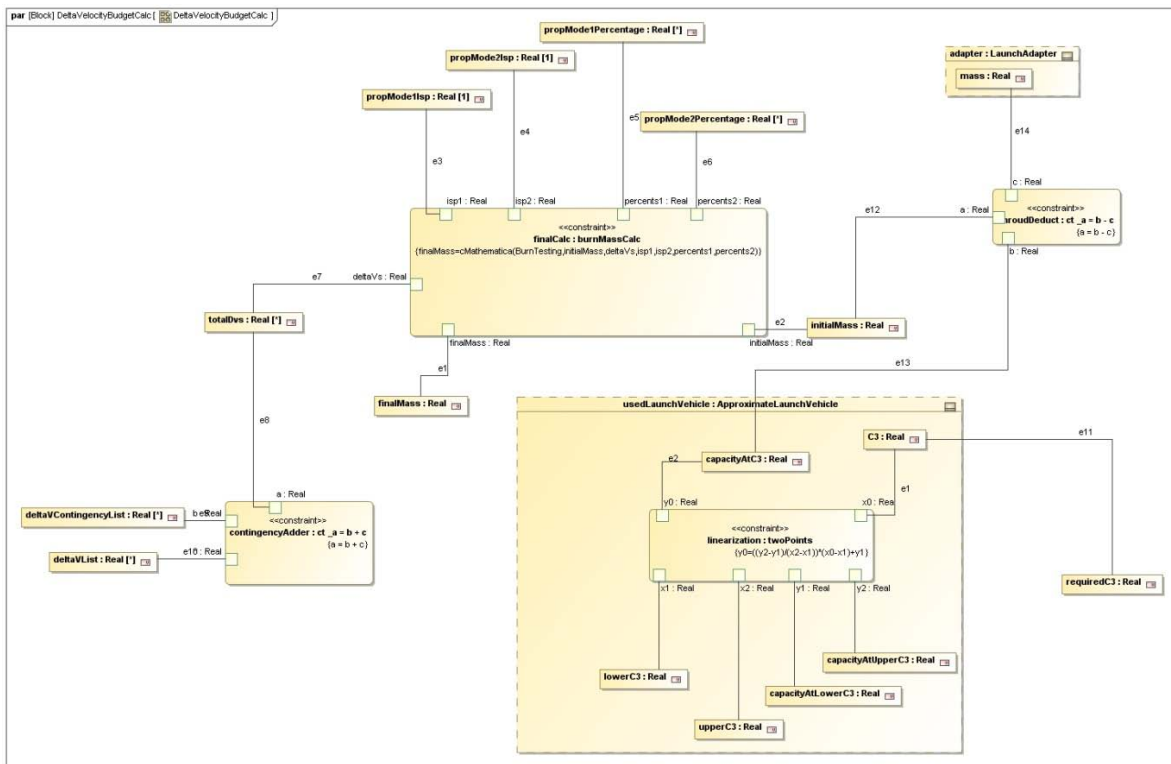 par [Block] DeltaVelocityBudgetCalc [ DeltaVelocityBudgetCalc ]
propMode1Percentage : Real [*]
propMode2Isp : Real [1]
adapter : LaunchAdapter
mass : Real
propMode1Isp : Real [1]
propMode2Percentage : Real [*]
e3
e4
e5
e6
e14
isp1 : Real
isp2 : Real
percents1 : Real
percents2 : Real
c : Real
<<constraint>>
finalCalc : burnMassCalc
{finalMass=cMathematica(BurnTesting,initialMass,deltaVs,isp1,isp2,percents1,percents2)}
e12
a : Real
<<constraint>>
: ct _a = b - c
{a = b - c}
b : Real
e7
deltaVs : Real
totalDvs : Real [*]
e2
initialMass : Real
finalMass : Real
initialMass : Real
e1
e13
finalMass : Real
usedLaunchVehicle : ApproximateLaunchVehicle
e8
C3 : Real
e11
capacityAtC3 : Real
e2
e1
y0 : Real
x0 : Real
a : Real
deltaVContingencyList : Real [*]
<<constraint>>
contingencyAdder : ct _a = b + c
{a = b + c}
deltaVList : Real [*]
: Real
<<constraint>>
linearization : twoPoints
{y0=((y2-y1)/(x2-x1))*(x0-x1)+y1}
x1 : Real
x2 : Real
y1 : Real
y2 : Real
requiredC3 : Real
capacityAtUpperC3 : Real
lowerC3 : Real
capacityAtLowerC3 : Real
upperC3 : Real